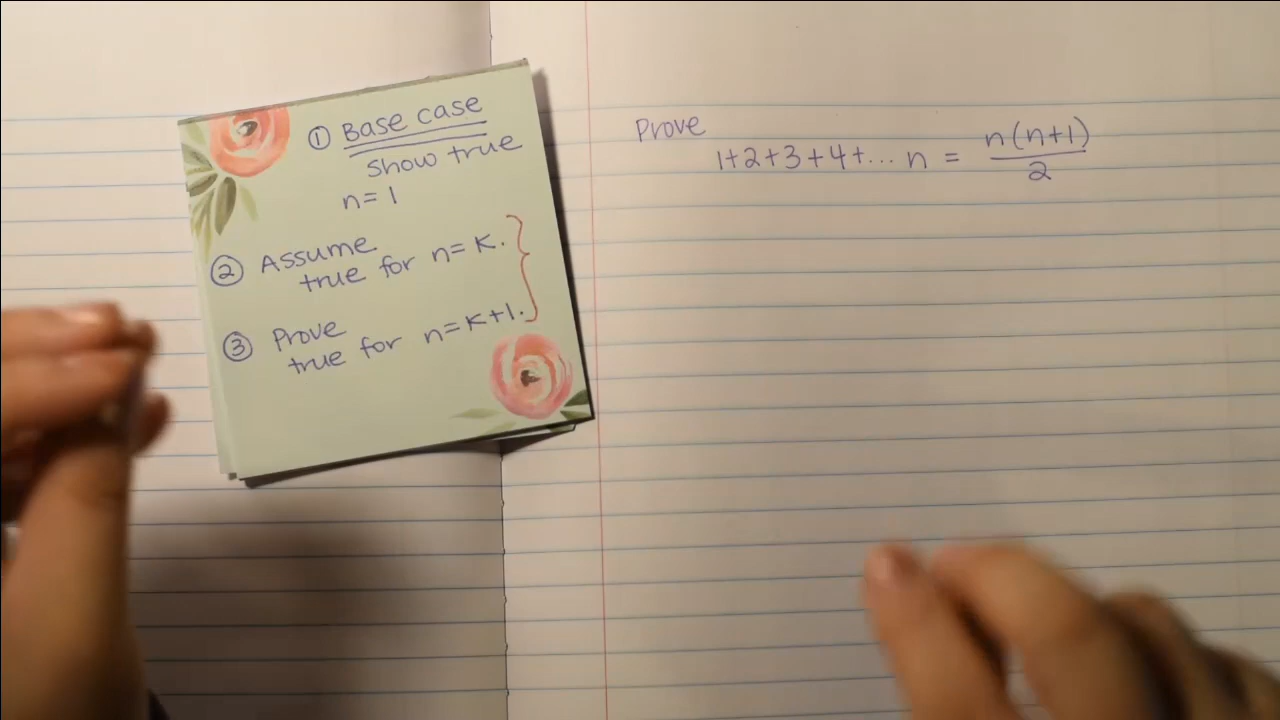 ① Base case
show true
n = 1
② Assume
true for n = k.
③ Prove
true for n = k+1.
Prove
1+2+3+4+... n = n(n+1)/2